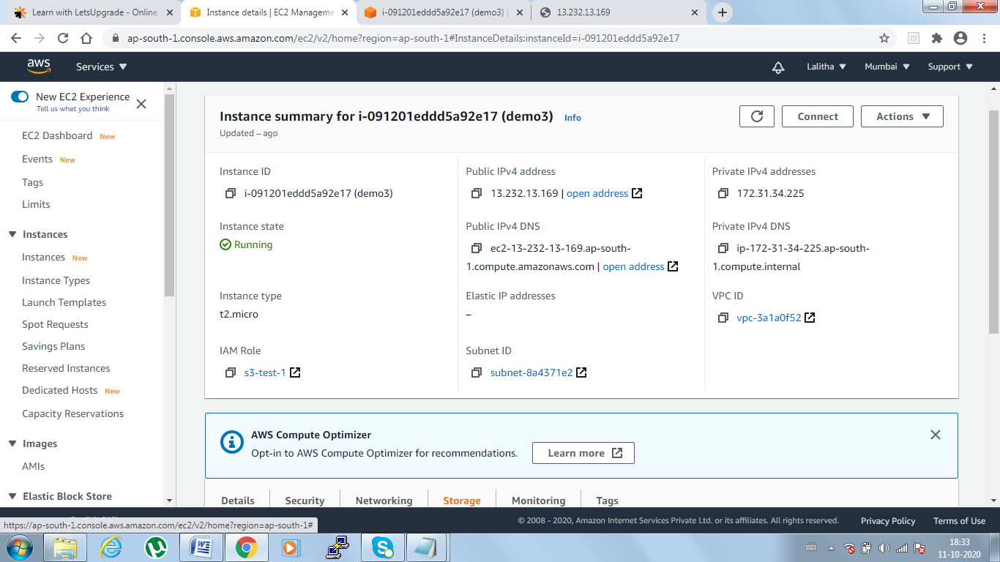 Learn with LetsUpgrade - Online
Instance details | EC2 Manageme
i-091201eddd5a92e17 (demo3) |
13.232.13.169
ap-south-1.console.aws.amazon.com/ec2/v2/home?region=ap-south-1#InstanceDetails:instanceId=i-091201eddd5a92e17
aws
Services
Lalitha
Mumbai
Support
New EC2 Experience
Tell us what you think
EC2 Dashboard New
Events New
Tags
Limits
Instances
Instances New
Instance Types
Launch Templates
Spot Requests
Savings Plans
Reserved Instances
Dedicated Hosts New
Capacity Reservations
Images
AMIs
Elastic Block Store
Instance summary for i-091201eddd5a92e17 (demo3) Info
Updated – ago
Connect
Actions
Instance ID
i-091201eddd5a92e17 (demo3)
Public IPv4 address
13.232.13.169 | open address
Private IPv4 addresses
172.31.34.225
Instance state
Running
Public IPv4 DNS
ec2-13-232-13-169.ap-south-
1.compute.amazonaws.com | open address
Private IPv4 DNS
ip-172-31-34-225.ap-south-
1.compute.internal
Instance type
t2.micro
Elastic IP addresses
–
VPC ID
vpc-3a1a0f52
IAM Role
s3-test-1
Subnet ID
subnet-8a4371e2
AWS Compute Optimizer
Opt-in to AWS Compute Optimizer for recommendations.
Learn more
Details
Security
Networking
Storage
Monitoring
Tags
https://ap-south-1.console.aws.amazon.com/ec2/v2/home?region=ap-south-1#
© 2008 - 2020, Amazon Internet Services Private Ltd. or its affiliates. All rights reserved.
Privacy Policy
Terms of Use
18:33
11-10-2020